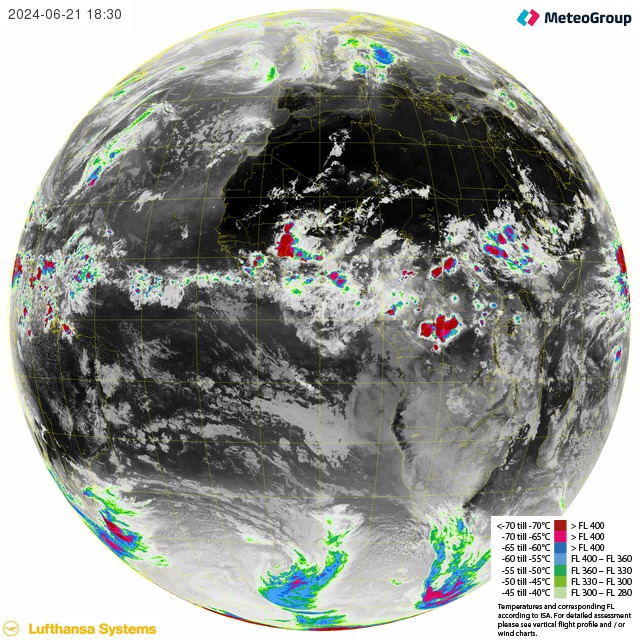 2024-06-21 18:30
MeteoGroup
<-70 till -70°C > FL 400
-70 till -65°C > FL 400
-65 till -60°C > FL 400
-60 till -55°C FL 400 – FL 360
-55 till -50°C FL 360 – FL 330
-50 till -45°C FL 330 – FL 300
-45 till -40°C FL 300 – FL 280
Temperatures and corresponding FL
according to ISA. For detailed assessment
please see vertical flight profile and / or
wind charts.
Lufthansa Systems